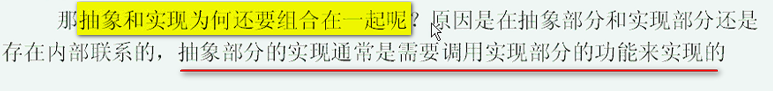 那抽象和实现为何还要组合在一起呢？原因是在抽象部分和实现部分还是
存在内部联系的，抽象部分的实现通常是需要调用实现部分的功能来实现的